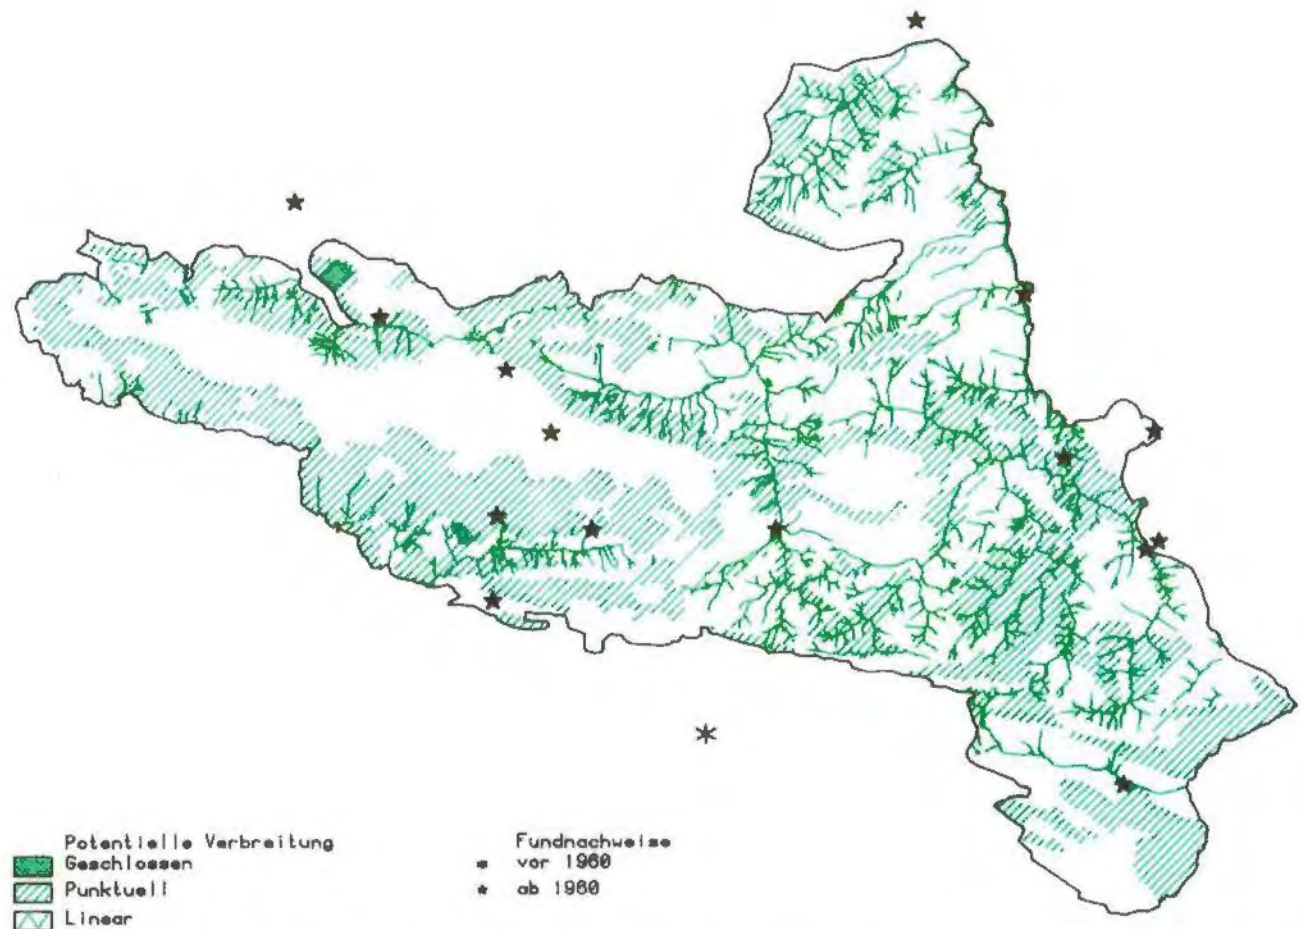 Potentielle Verbreitung
Geschlossen
Punktuell
Linear
Fundnachweise
vor 1960
ab 1960